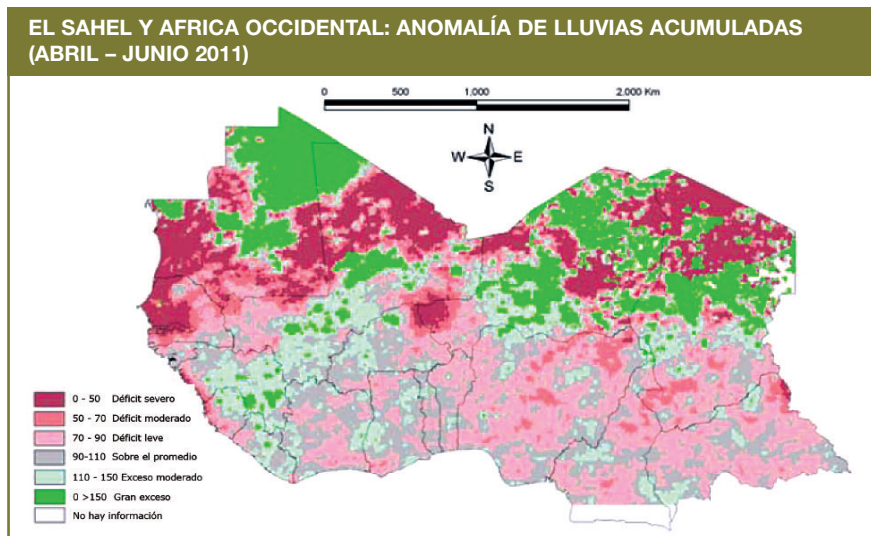 EL SAHEL Y AFRICA OCCIDENTAL: ANOMALÍA DE LLUVIAS ACUMULADAS
(ABRIL – JUNIO 2011)
0 500 1,000 2,000 Km
N
W E
S
0 - 50 Déficit severo
50 - 70 Déficit moderado
70 - 90 Déficit leve
90-110 Sobre el promedio
110 - 150 Exceso moderado
0 >150 Gran exceso
No hay información